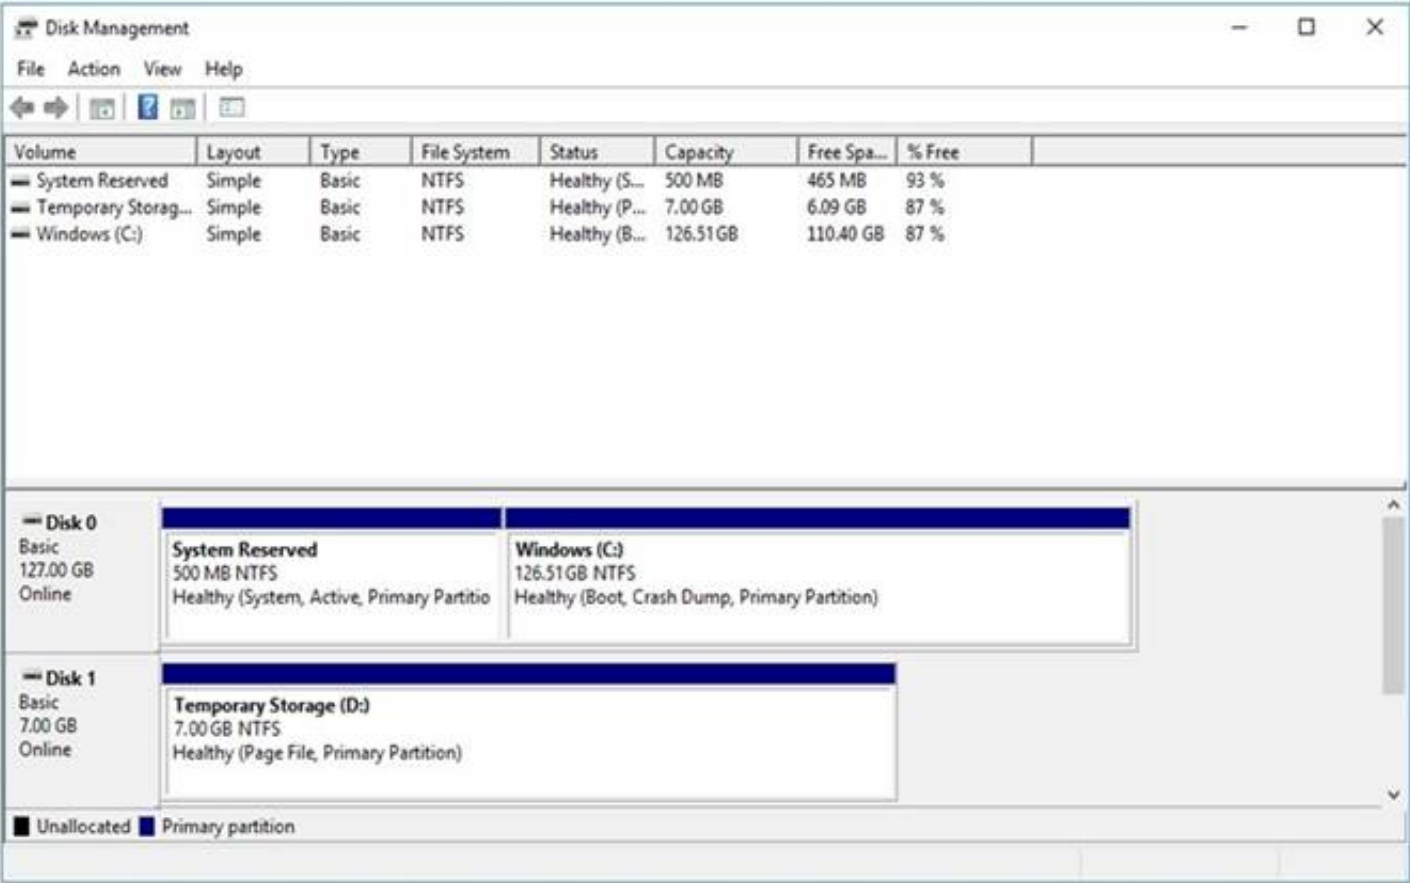 Disk Management
File Action View Help
Volume Layout Type File System Status Capacity Free Spa... % Free
System Reserved Simple Basic NTFS Healthy (S... 500 MB 465 MB 93 %
Temporary Storag... Simple Basic NTFS Healthy (P... 7.00 GB 6.09 GB 87 %
Windows (C:) Simple Basic NTFS Healthy (B... 126.51 GB 110.40 GB 87 %
Disk 0
Basic
127.00 GB
Online
System Reserved
500 MB NTFS
Healthy (System, Active, Primary Partitio
Windows (C:)
126.51 GB NTFS
Healthy (Boot, Crash Dump, Primary Partition)
Disk 1
Basic
7.00 GB
Online
Temporary Storage (D:)
7.00 GB NTFS
Healthy (Page File, Primary Partition)
Unallocated Primary partition